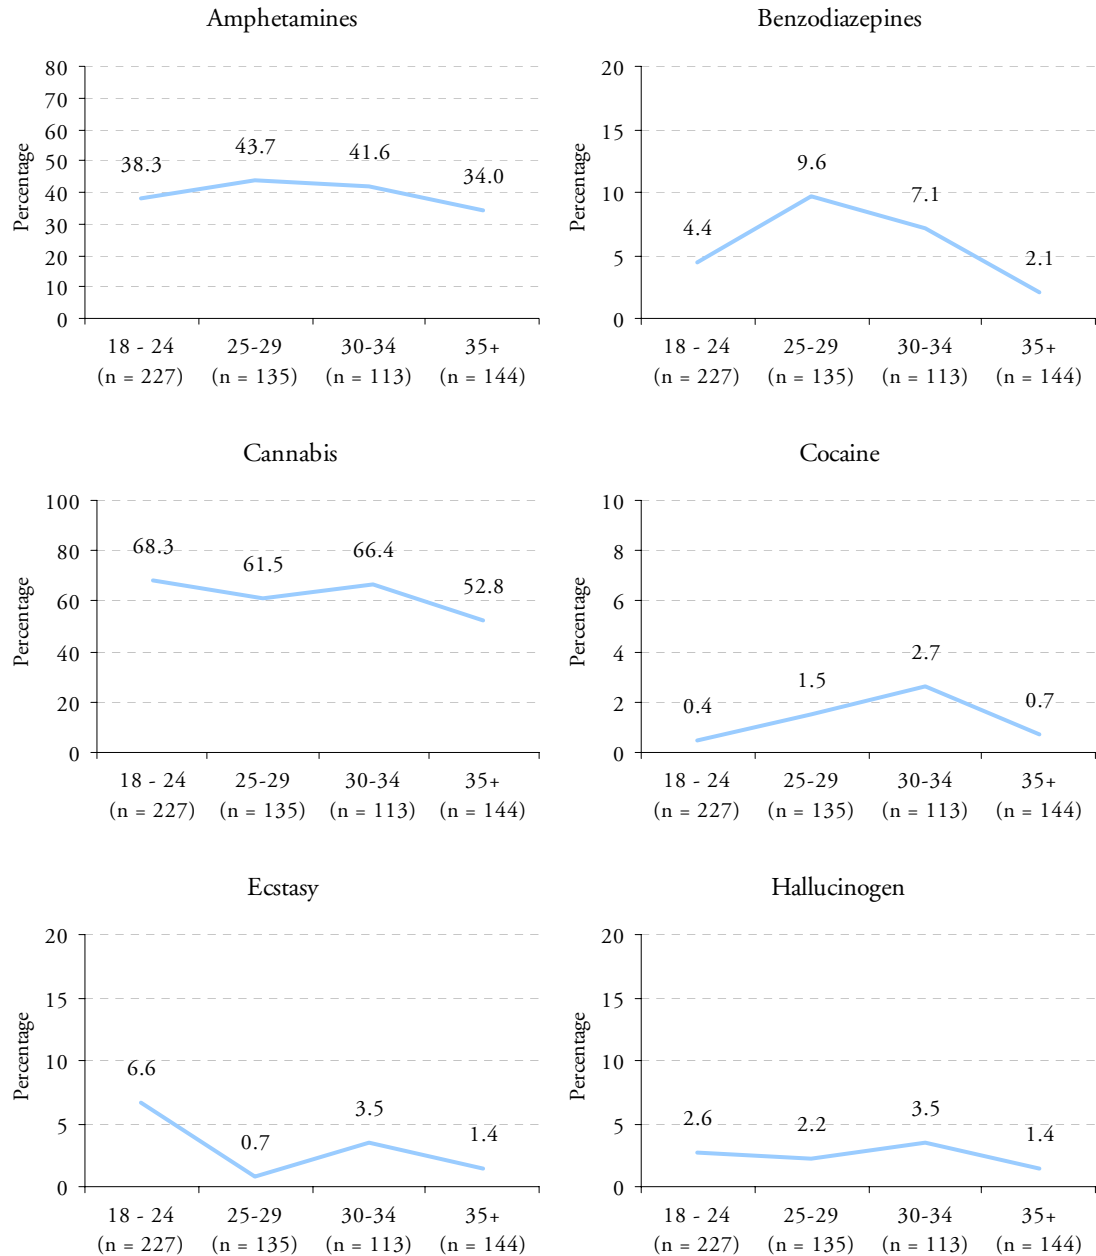 Amphetamines
Percentage
80
70
60
50
40
30
20
10
0
38.3
43.7
41.6
34.0
18 - 24
25-29
30-34
35+
(n = 227)
(n = 135)
(n = 113)
(n = 144)
Benzodiazepines
Percentage
20
15
10
5
0
4.4
9.6
7.1
2.1
18 - 24
25-29
30-34
35+
(n = 227)
(n = 135)
(n = 113)
(n = 144)
Cannabis
Percentage
100
80
60
40
20
0
68.3
61.5
66.4
52.8
18 - 24
25-29
30-34
35+
(n = 227)
(n = 135)
(n = 113)
(n = 144)
Cocaine
Percentage
10
8
6
4
2
0
0.4
1.5
2.7
0.7
18 - 24
25-29
30-34
35+
(n = 227)
(n = 135)
(n = 113)
(n = 144)
Ecstasy
Percentage
20
15
10
5
0
6.6
0.7
3.5
1.4
18 - 24
25-29
30-34
35+
(n = 227)
(n = 135)
(n = 113)
(n = 144)
Hallucinogen
Percentage
20
15
10
5
0
2.6
2.2
3.5
1.4
18 - 24
25-29
30-34
35+
(n = 227)
(n = 135)
(n = 113)
(n = 144)